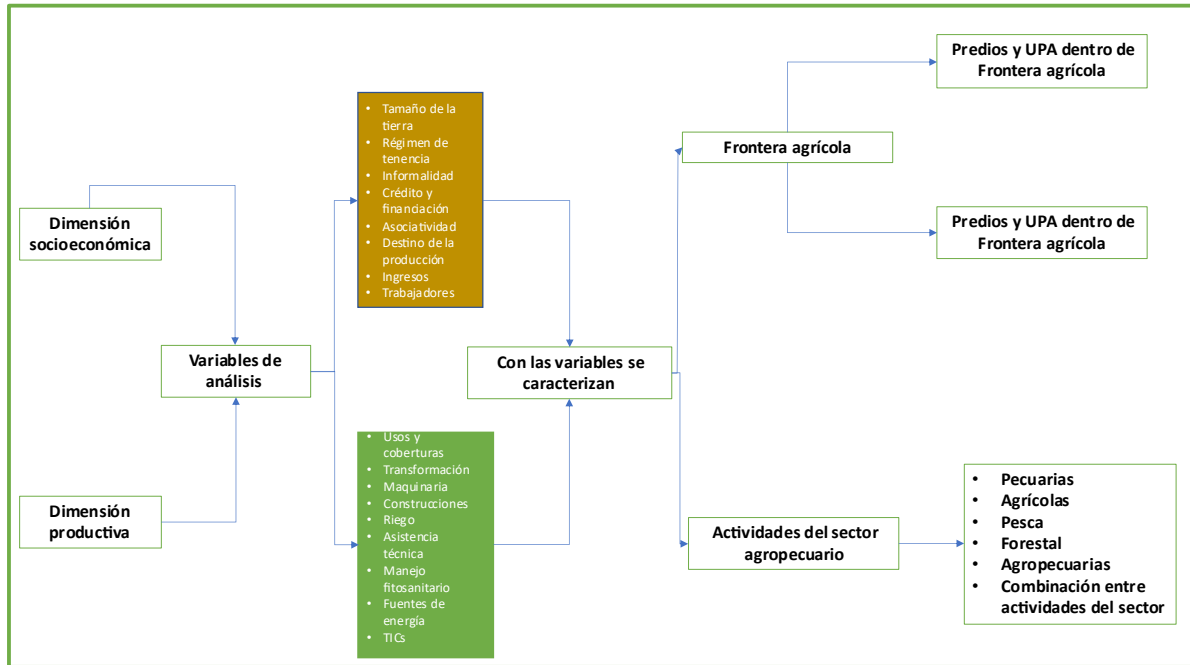 Dimensión
socioeconómica
Dimensión
productiva
Variables de
análisis
• Tamaño de la
tierra
• Régimen de
tenencia
• Informalidad
• Crédito y
financiación
• Asociatividad
• Destino de la
producción
• Ingresos
• Trabajadores
• Usos y
coberturas
• Transformación
• Maquinaria
• Construcciones
• Riego
• Asistencia
técnica
• Manejo
fitosanitario
• Fuentes de
energía
• TICs
Con las variables se
caracterizan
Frontera agrícola
Predios y UPA dentro de
Frontera agrícola
Predios y UPA dentro de
Frontera agrícola
Actividades del sector
agropecuario
• Pecuarias
• Agrícolas
• Pesca
• Forestal
• Agropecuarias
• Combinación entre
actividades del sector